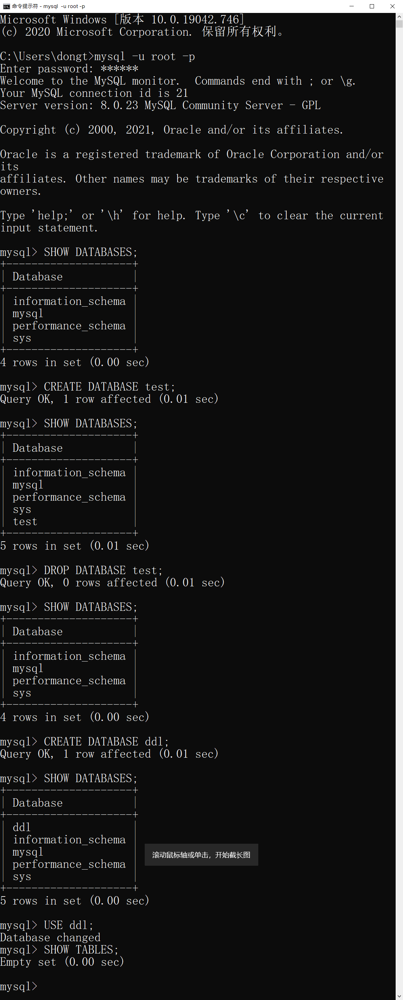 命令提示符 - mysql  -u root -p
Microsoft Windows [版本 10.0.19042.746]
(c) 2020 Microsoft Corporation. 保留所有权利。
C:\Users\dongt>mysql -u root -p
Enter password: ******
Welcome to the MySQL monitor.  Commands end with ; or \g.
Your MySQL connection id is 21
Server version: 8.0.23 MySQL Community Server - GPL
Copyright (c) 2000, 2021, Oracle and/or its affiliates.
Oracle is a registered trademark of Oracle Corporation and/or
its
affiliates. Other names may be trademarks of their respective
owners.
Type 'help;' or '\h' for help. Type '\c' to clear the current
input statement.
mysql> SHOW DATABASES;
+--------------------+
| Database           |
+--------------------+
| information_schema |
| mysql              |
| performance_schema |
| sys                |
+--------------------+
4 rows in set (0.00 sec)
mysql> CREATE DATABASE test;
Query OK, 1 row affected (0.01 sec)
mysql> SHOW DATABASES;
+--------------------+
| Database           |
+--------------------+
| information_schema |
| mysql              |
| performance_schema |
| sys                |
| test               |
+--------------------+
5 rows in set (0.01 sec)
mysql> DROP DATABASE test;
Query OK, 0 rows affected (0.01 sec)
mysql> SHOW DATABASES;
+--------------------+
| Database           |
+--------------------+
| information_schema |
| mysql              |
| performance_schema |
| sys                |
+--------------------+
4 rows in set (0.00 sec)
mysql> CREATE DATABASE ddl;
Query OK, 1 row affected (0.01 sec)
mysql> SHOW DATABASES;
+--------------------+
| Database           |
+--------------------+
| ddl                |
| information_schema |
| mysql              |
| performance_schema |
| sys                |
+--------------------+
滚动鼠标轴或单击，开始截长图
5 rows in set (0.00 sec)
mysql> USE ddl;
Database changed
mysql> SHOW TABLES;
Empty set (0.00 sec)
mysql>